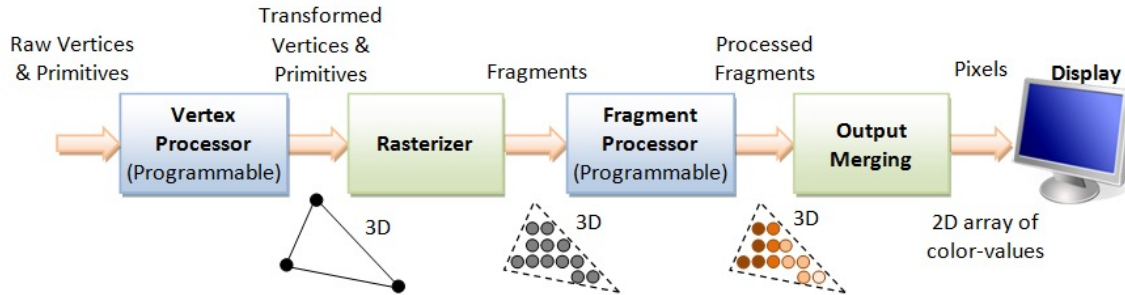 Raw Vertices
& Primitives
Transformed
Vertices &
Primitives
Fragments
Processed
Fragments
Pixels
Display
Vertex
Processor
(Programmable)
Rasterizer
Fragment
Processor
(Programmable)
Output
Merging
3D
3D
3D
2D array of
color-values